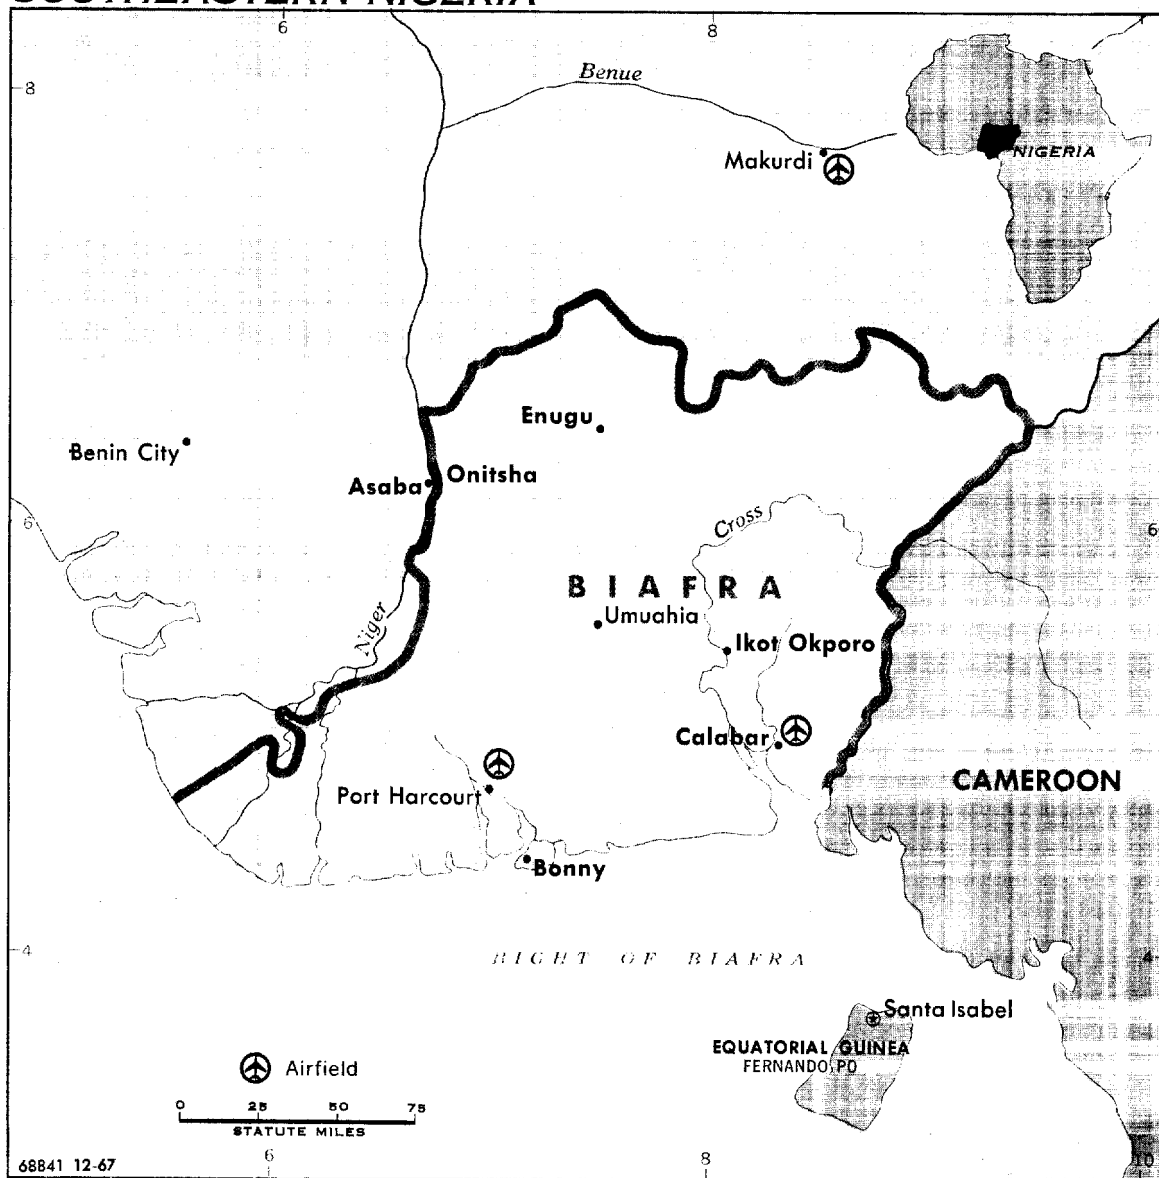 SOUTHEASTERN NIGERIA
6
8
8
Benue
Makurdi
NIGERIA
Enugu
Benin City
Onitsha
Asaba
6
Cross
6
BIAFRA
Niger
Umuahia
Ikot Okporo
Calabar
CAMEROON
Port Harcourt
Bonny
4
BIGHT OF BIAFRA
4
Santa Isabel
EQUATORIAL GUINEA
FERNANDO PO
Airfield
0 25 50 75
STATUTE MILES
68841 12-67
6
8
10